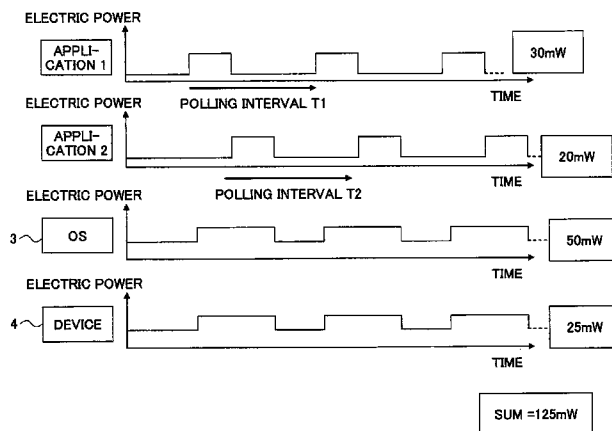 ELECTRIC POWER
APPLI-
CATION 1
30mW
POLLING INTERVAL T1
TIME
ELECTRIC POWER
APPLI-
CATION 2
20mW
POLLING INTERVAL T2
TIME
ELECTRIC POWER
3
OS
50mW
TIME
ELECTRIC POWER
4
DEVICE
25mW
TIME
SUM =125mW